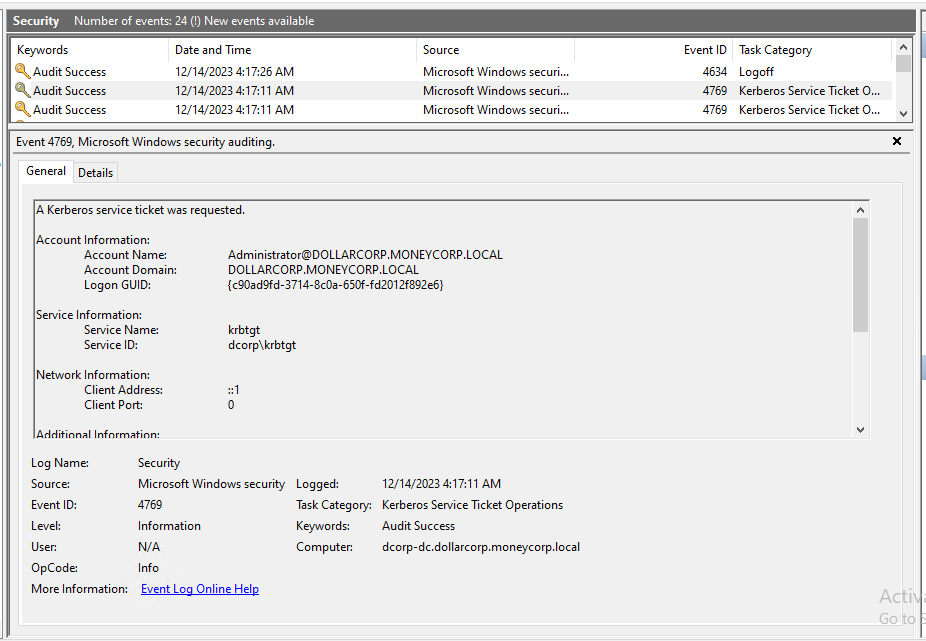 Security Number of events: 24 (!) New events available
Keywords Date and Time Source Event ID Task Category
Audit Success 12/14/2023 4:17:26 AM Microsoft Windows securi... 4634 Logoff
Audit Success 12/14/2023 4:17:11 AM Microsoft Windows securi... 4769 Kerberos Service Ticket O...
Audit Success 12/14/2023 4:17:11 AM Microsoft Windows securi... 4769 Kerberos Service Ticket O...
Event 4769, Microsoft Windows security auditing.
General Details
A Kerberos service ticket was requested.
Account Information:
Account Name: Administrator@DOLLARCORP.MONEYCORP.LOCAL
Account Domain: DOLLARCORP.MONEYCORP.LOCAL
Logon GUID: {c90ad9fd-3714-8c0a-650f-fd2012f892e6}
Service Information:
Service Name: krbtgt
Service ID: dcorp\krbtgt
Network Information:
Client Address: ::1
Client Port: 0
Additional Information:
Log Name: Security
Source: Microsoft Windows security Logged: 12/14/2023 4:17:11 AM
Event ID: 4769 Task Category: Kerberos Service Ticket Operations
Level: Information Keywords: Audit Success
User: N/A Computer: dcorp-dc.dollarcorp.moneycorp.local
OpCode: Info
More Information: Event Log Online Help
Activa
Go to S